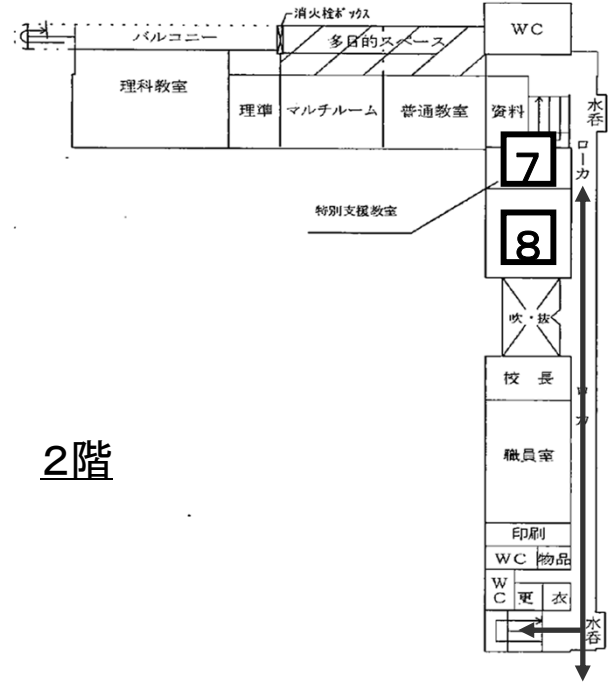 消火栓ボックス
バルコニー
多目的スペース
WC
理科教室
理準
マルチルーム
普通教室
資料
水呑
ローカ
7
特別支援教室
8
吹・抜
校長
ローカ
職員室
2階
印刷
WC
物品
WC
更衣
水呑